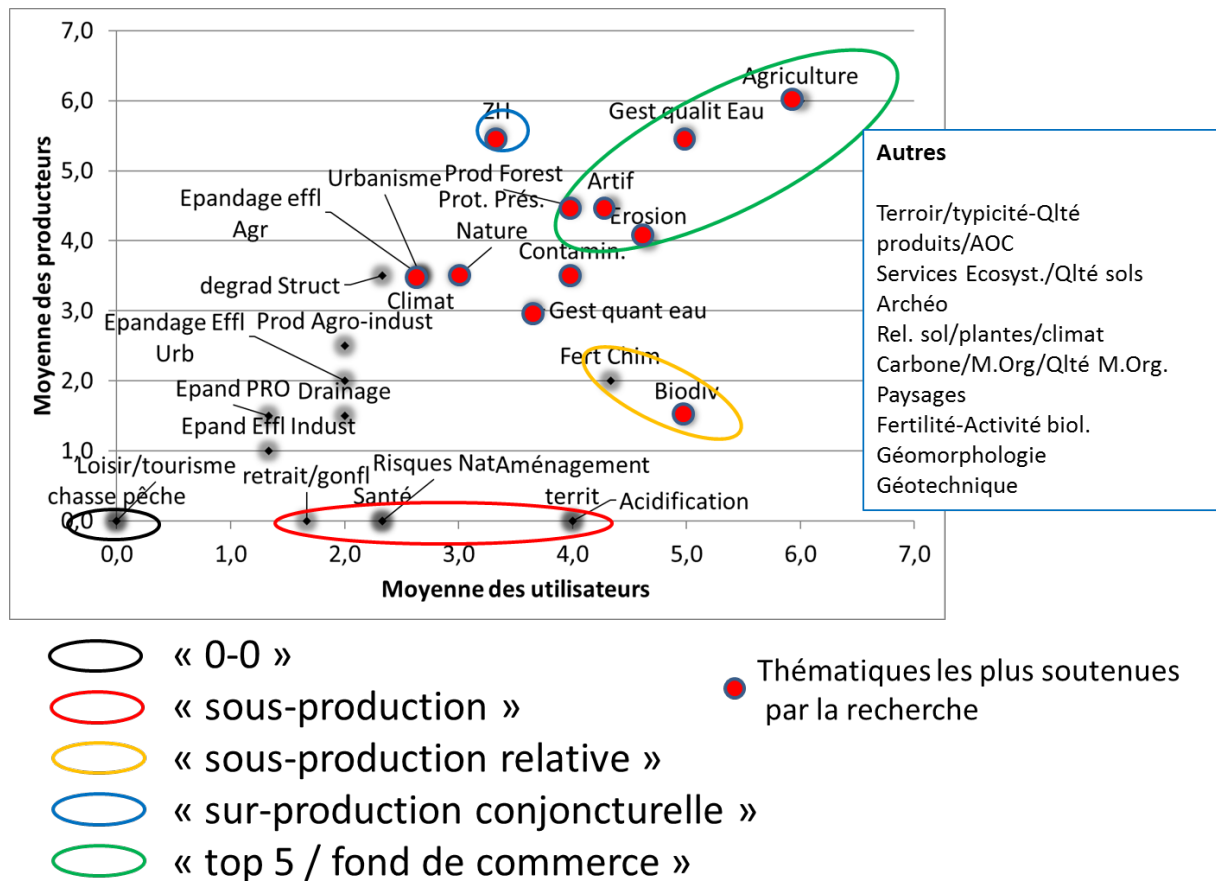 7,0
6,0
5,0
4,0
3,0
2,0
1,0
0,0
Moyenne des producteurs
Agriculture
ZH
Gest qualit Eau
Urbanisme
Prod Forest
Artif
Epandage effl
Agr
Prot. Prés.
Erosion
Nature
Contamin.
degrad Struct
Climat
Gest quant eau
Epandage Effl
Urb
Prod Agro-indust
Fert Chim
Epand PRO
Drainage
Biodiv
Epand Effl Indust
Loisir/tourisme
chasse pêche
retrait/gonfl
Risques Nat
Santé
Aménagement
territ
Acidification
0,0 1,0 2,0 3,0 4,0 5,0 6,0 7,0
Moyenne des utilisateurs
Autres
Terroir/typicité-Qlté
produits/AOC
Services Ecosyst./Qlté sols
Archéo
Rel. sol/plantes/climat
Carbone/M.Org/Qlté M.Org.
Paysages
Fertilité-Activité biol.
Géomorphologie
Géotechnique
« 0-0 »
« sous-production »
« sous-production relative »
« sur-production conjoncturelle »
« top 5 / fond de commerce »
Thématiques les plus soutenues
par la recherche